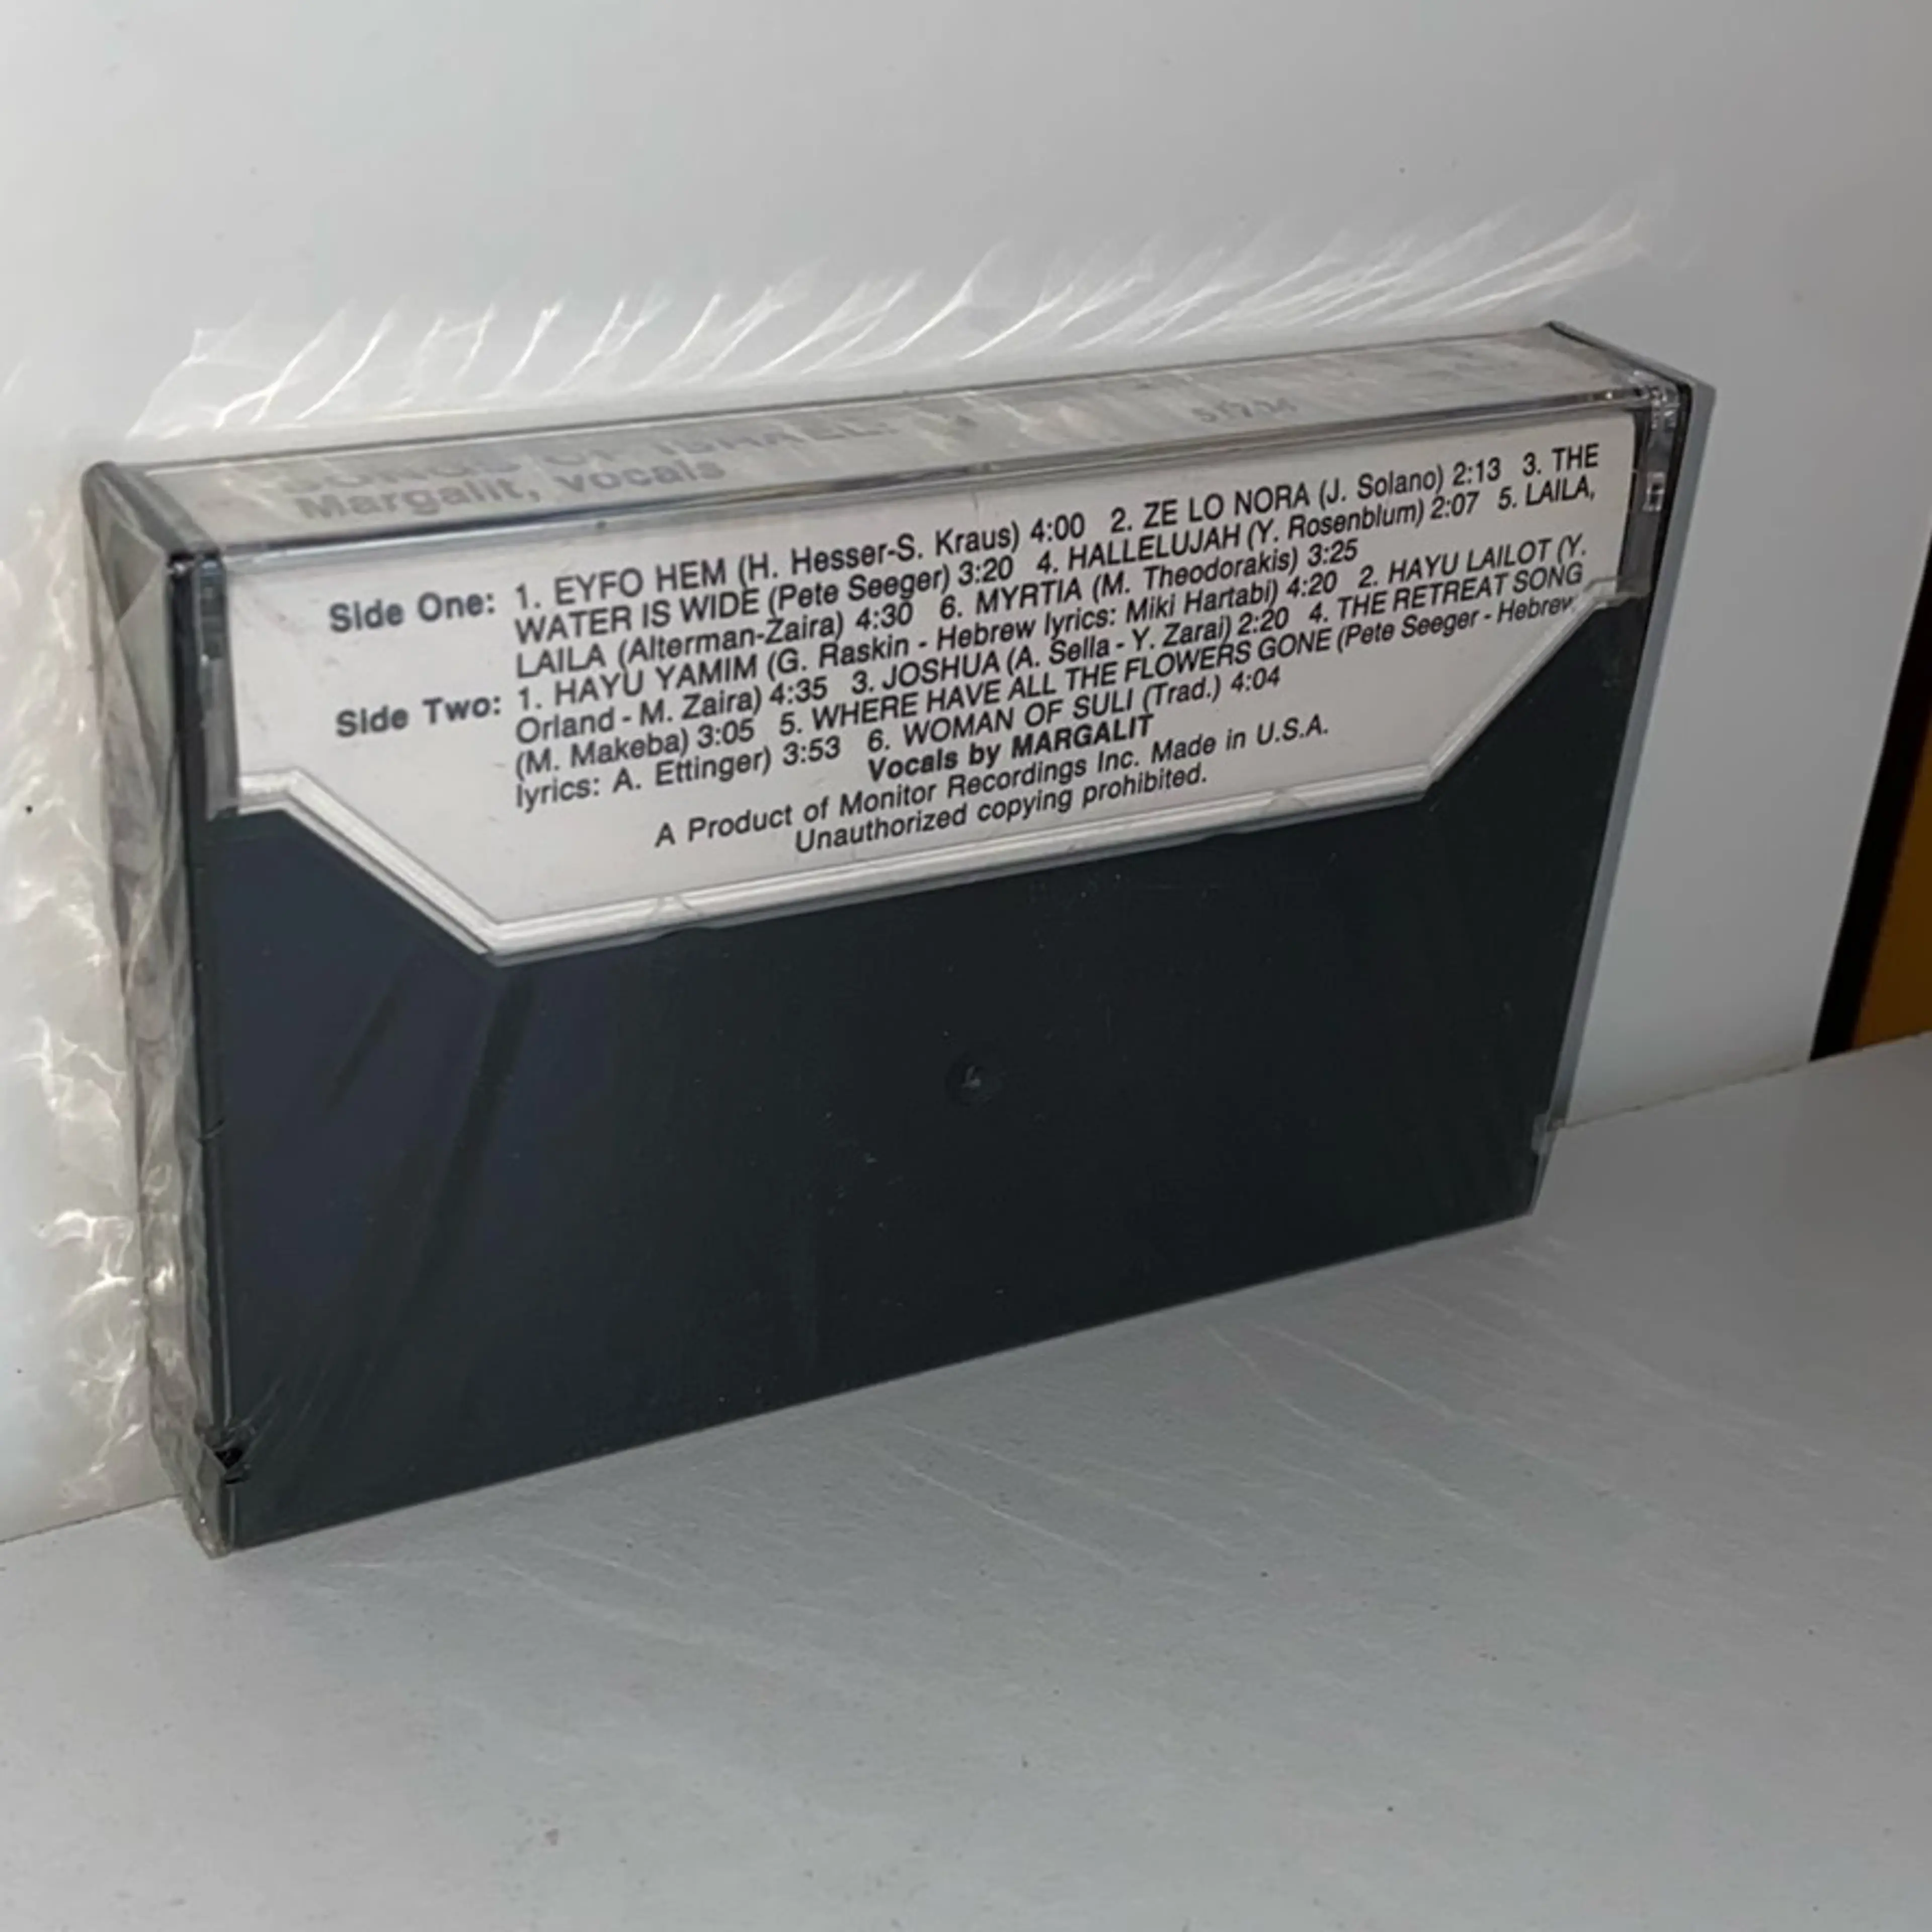 SONGS OF ISRAEL
Margalit, vocals
Side One: 1. EYFO HEM (H. Hesser-S. Kraus) 4:00 2. ZE LO NORA (J. Solano) 2:13 3. THE
WATER IS WIDE (Pete Seeger) 3:20 4. HALLELUJAH (Y. Rosenblum) 2:07 5. LAILA,
LAILA (Alterman-Zaira) 4:30 6. MYRTIA (M. Theodorakis) 3:25
Side Two: 1. HAYU YAMIM (G. Raskin - Hebrew lyrics: Miki Hartabi) 4:20 2. HAYU LAILOT (Y.
Orland - M. Zaira) 4:35 3. JOSHUA (A. Sella - Y. Zarai) 2:20 4. THE RETREAT SONG
(M. Makeba) 3:05 5. WHERE HAVE ALL THE FLOWERS GONE (Pete Seeger - Hebrew
lyrics: A. Ettinger) 3:53 6. WOMAN OF SULI (Trad.) 4:04
Vocals by MARGALIT
A Product of Monitor Recordings Inc. Made in U.S.A.
Unauthorized copying prohibited.